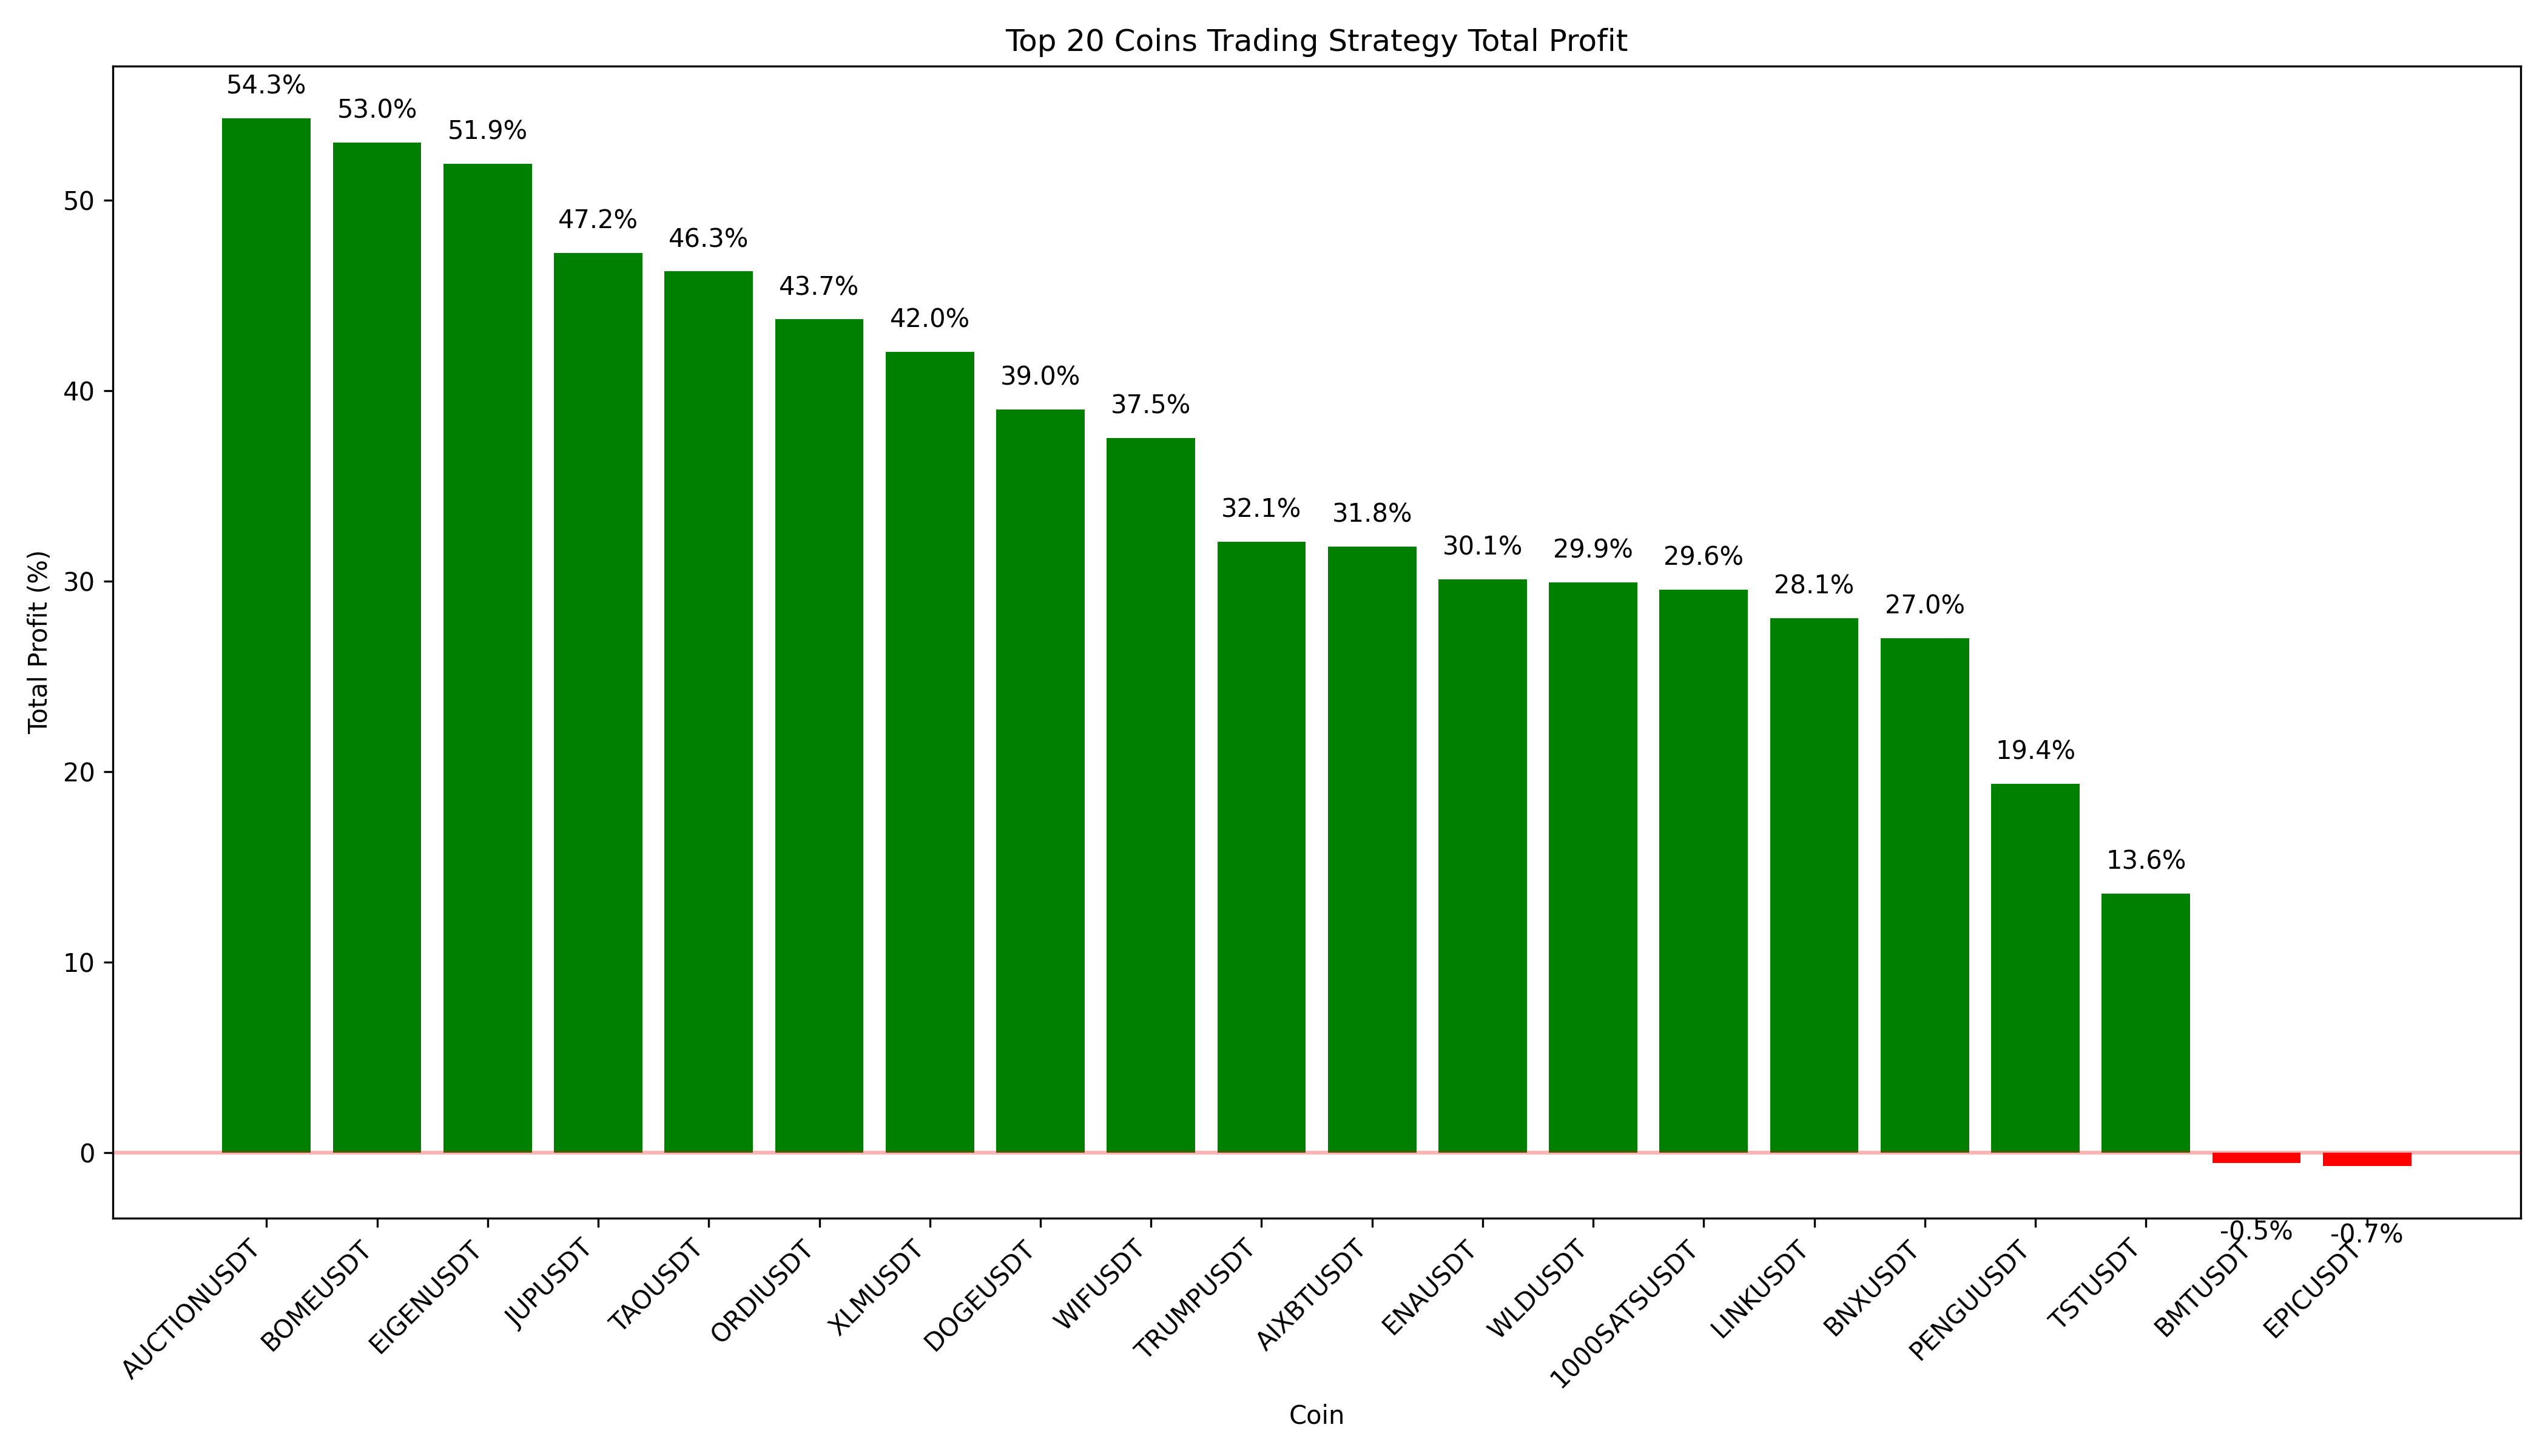 Top 20 Coins Trading Strategy Total Profit
Total Profit (%)
50
40
30
20
10
0
54.3%
53.0%
51.9%
47.2%
46.3%
43.7%
42.0%
39.0%
37.5%
32.1%
31.8%
30.1%
29.9%
29.6%
28.1%
27.0%
19.4%
13.6%
-0.5%
-0.7%
AUCTIONUSDT
BOMEUSDT
EIGENUSDT
JUPUSDT
TAOUSDT
ORDIUSDT
XLMUSDT
DOGEUSDT
WIFUSDT
TRUMPUSDT
AIXBTUSDT
ENAUSDT
WLDUSDT
1000SATSUSDT
LINKUSDT
BNXUSDT
PENGUUSDT
TSTUSDT
BMTUSDT
EPICUSDT
Coin